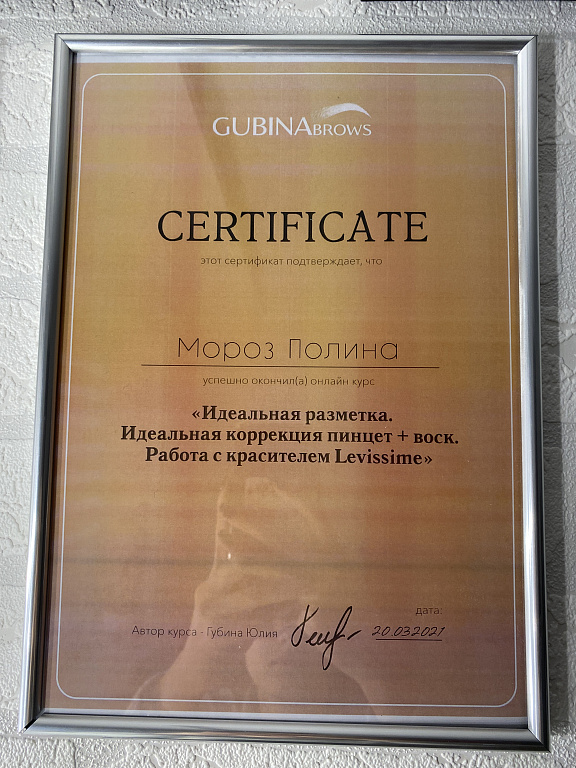 GUBINABROWS
CERTIFICATE
этот сертификат подтверждает, что
Мороз Полина
успешно окончил(а) онлайн курс
«Идеальная разметка.
Идеальная коррекция пинцет + воск.
Работа с красителем Levissime»
дата:
Автор курса - Губина Юлия 20.03.2021